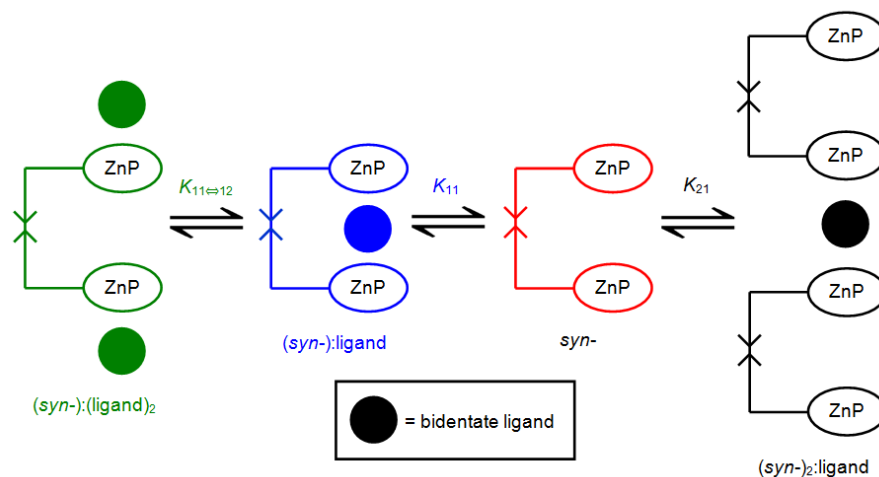 ZnP
ZnP
K11⇔12
K11
K21
ZnP
ZnP
ZnP
ZnP
ZnP
ZnP
ZnP
ZnP
(syn-):(ligand)2
(syn-):ligand
syn-
(syn-)2:ligand
= bidentate ligand